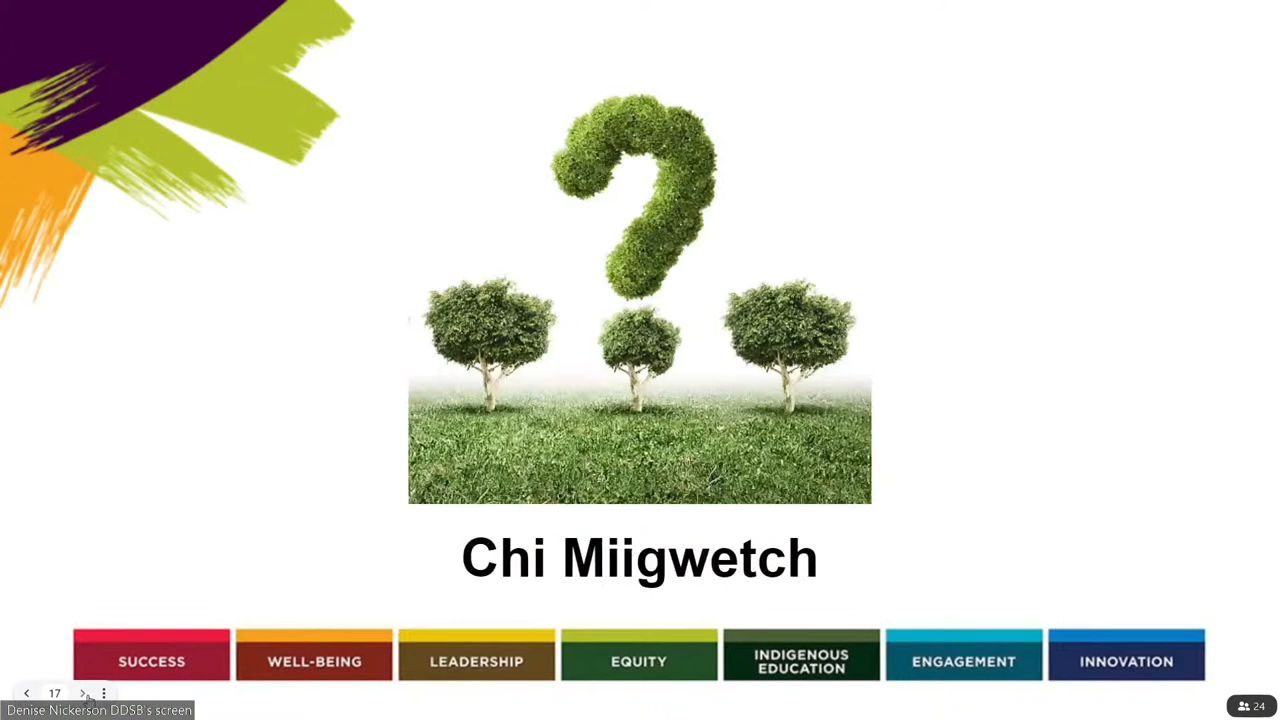 Chi Miigwetch
SUCCESS
WELL-BEING
LEADERSHIP
EQUITY
INDIGENOUS
EDUCATION
ENGAGEMENT
INNOVATION
17
Denise Nickerson DDSB's screen
24